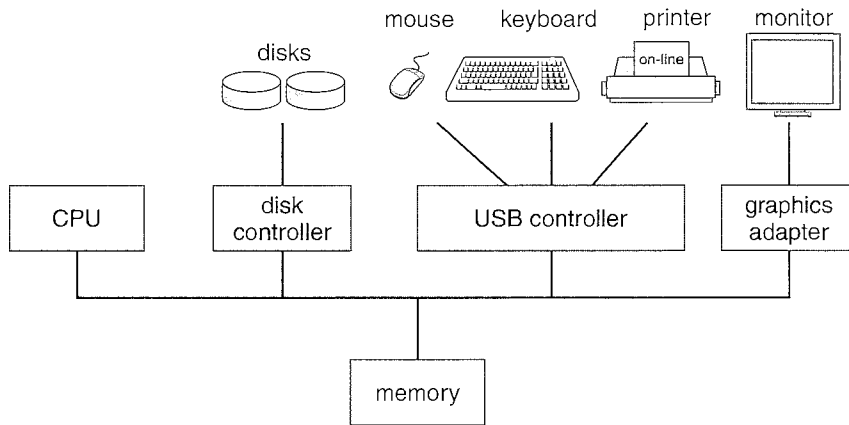 mouse
keyboard
printer
monitor
disks
on-line
CPU
disk
controller
USB controller
graphics
adapter
memory